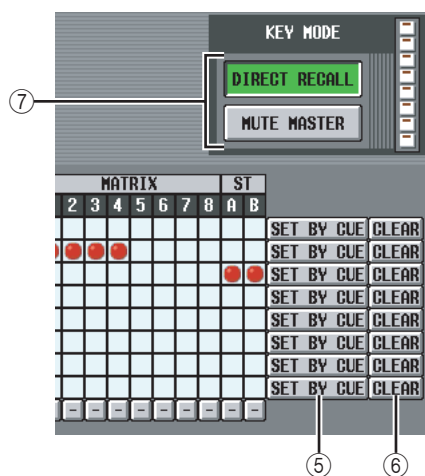 KEY MODE
DIRECT RECALL
⑦
MUTE MASTER
MATRIX ST
2 3 4 5 6 7 8 A B
SET BY CUE CLEAR
SET BY CUE CLEAR
SET BY CUE CLEAR
SET BY CUE CLEAR
SET BY CUE CLEAR
SET BY CUE CLEAR
SET BY CUE CLEAR
SET BY CUE CLEAR
- - - - - - - - - -
⑤ ⑥